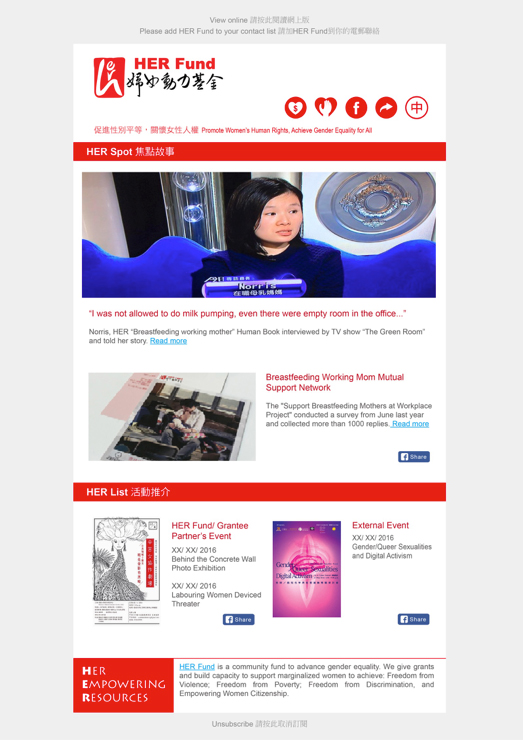 View online 請按此閱讀網上版
Please add HER Fund to your contact list 請加HER Fund到你的電郵聯絡
HER Fund
婦女動力基金
中
促進性別平等，關懷女性人權 Promote Women's Human Rights, Achieve Gender Equality for All
HER Spot 焦點故事
Norris
在職母乳媽媽
“I was not allowed to do milk pumping, even there were empty room in the office...”
Norris, HER “Breastfeeding working mother” Human Book interviewed by TV show “The Green Room”
and told her story. Read more
Breastfeeding Working Mom Mutual
Support Network
The "Support Breastfeeding Mothers at Workplace
Project" conducted a survey from June last year
and collected more than 1000 replies. Read more
Share
HER List 活動推介
HER Fund/ Grantee
Partner's Event
XX/ XX/ 2016
Behind the Concrete Wall
Photo Exhibition
XX/ XX/ 2016
Labouring Women Deviced
Threater
Share
Gender Queer Sexualities
Digital Activism
External Event
XX/ XX/ 2016
Gender/Queer Sexualities
and Digital Activism
Share
HER
EMPOWERING
RESOURCES
HER Fund is a community fund to advance gender equality. We give grants
and build capacity to support marginalized women to achieve: Freedom from
Violence; Freedom from Poverty; Freedom from Discrimination, and
Empowering Women Citizenship.
Unsubscribe 請按此取消訂閱